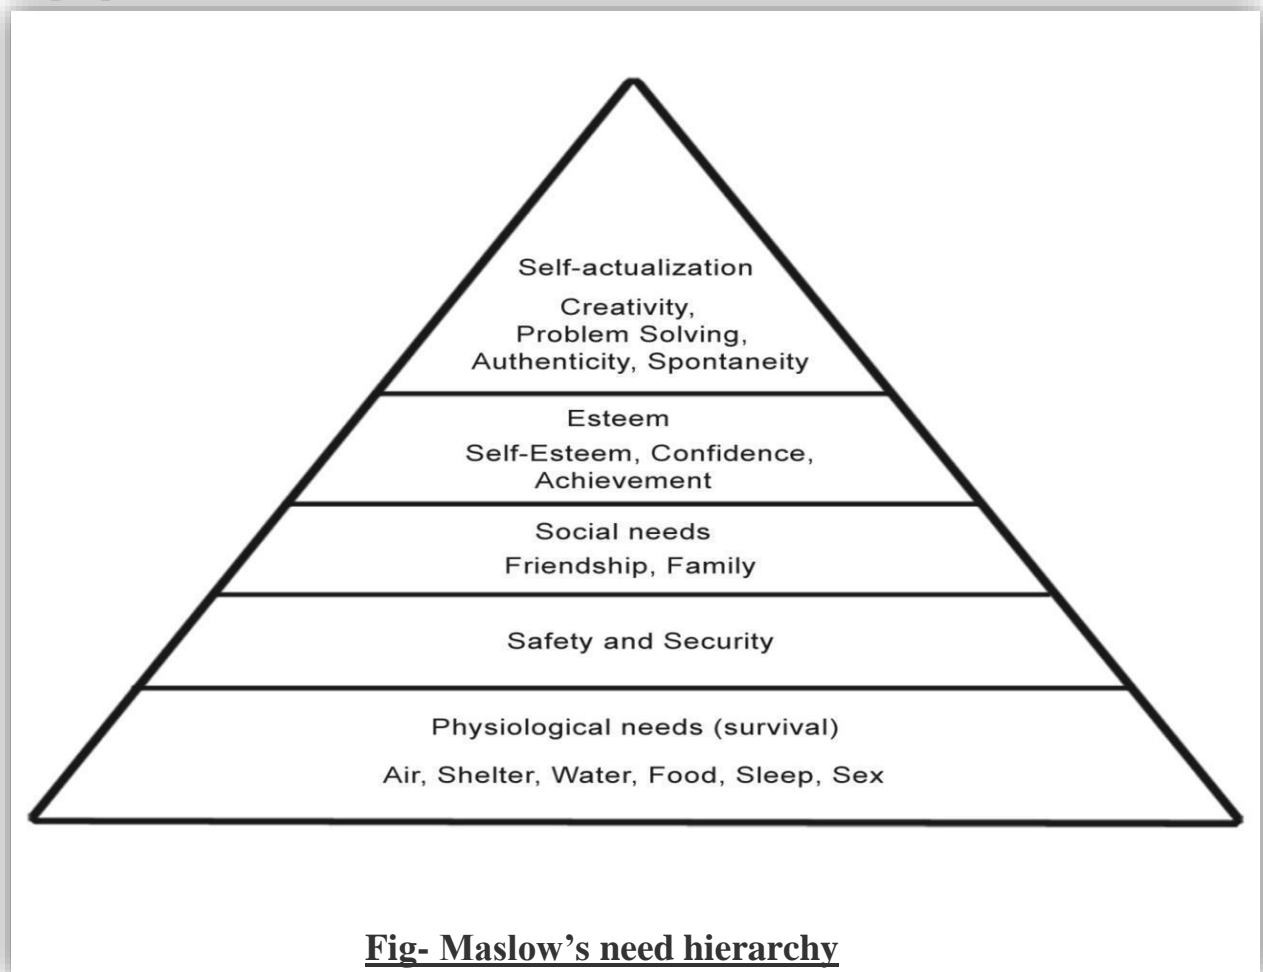 Self-actualization
Creativity,
Problem Solving,
Authenticity, Spontaneity
Esteem
Self-Esteem, Confidence,
Achievement
Social needs
Friendship, Family
Safety and Security
Physiological needs (survival)
Air, Shelter, Water, Food, Sleep, Sex
Fig- Maslow’s need hierarchy